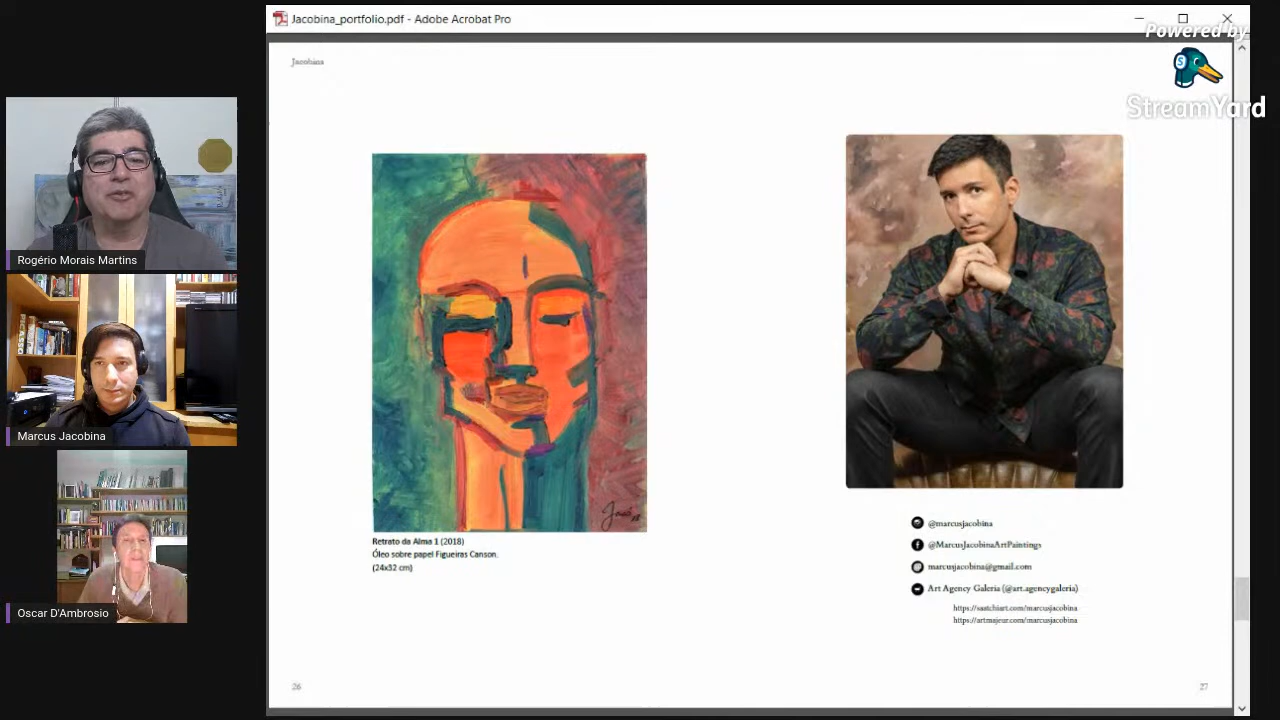 Jacobina_portfolio.pdf - Adobe Acrobat Pro
Powered by
StreamYard
Jacobina
Rogério Morais Martins
Marcus Jacobina
Oscar D'Ambrosio
PICASSO
Retrato da Alma 1 (2018)
Óleo sobre papel Figueiras Canson.
(24x32 cm)
@marcusjacobina
@MarcusJacobinaArtPaintings
marcusjacobina@gmail.com
Art Agency Galeria (@art.agencygaleria)
https://saatchiart.com/marcusjacobina
https://artmajeur.com/marcusjacobina
26
27